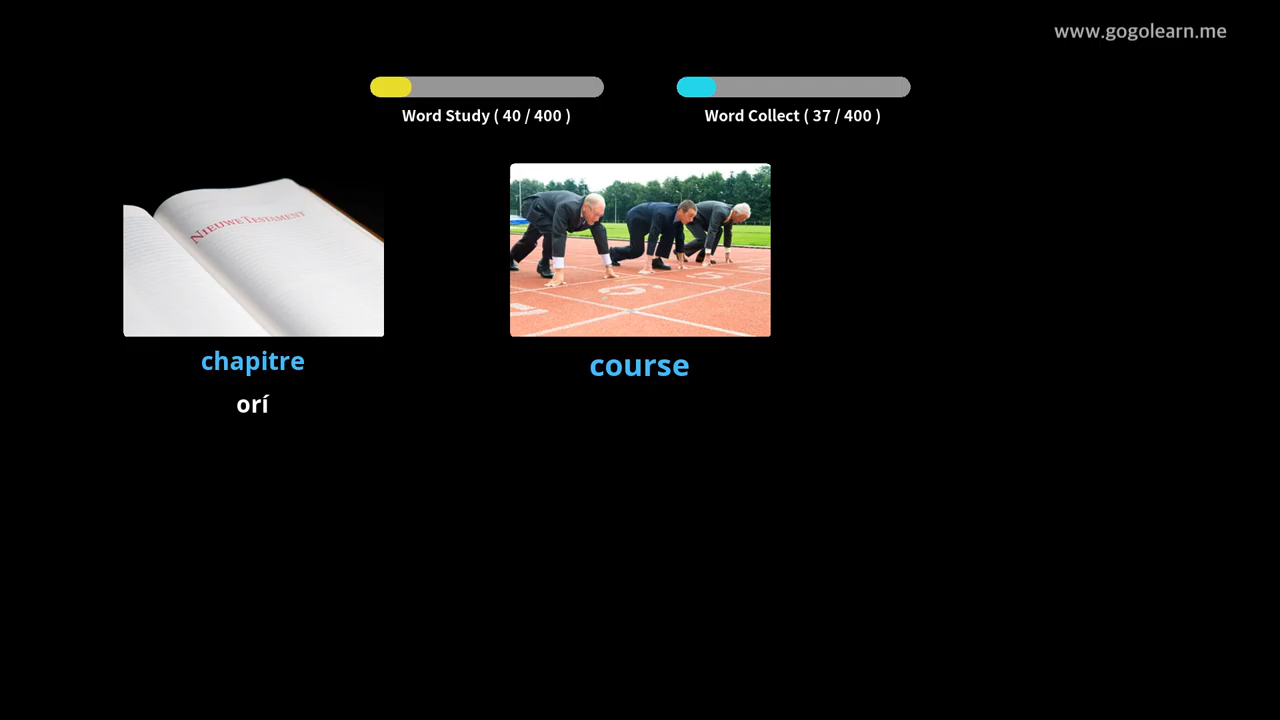 www.gogolearn.me
Word Study ( 40 / 400 )
Word Collect ( 37 / 400 )
NIEUWE TESTAMENT
chapitre
course
orí